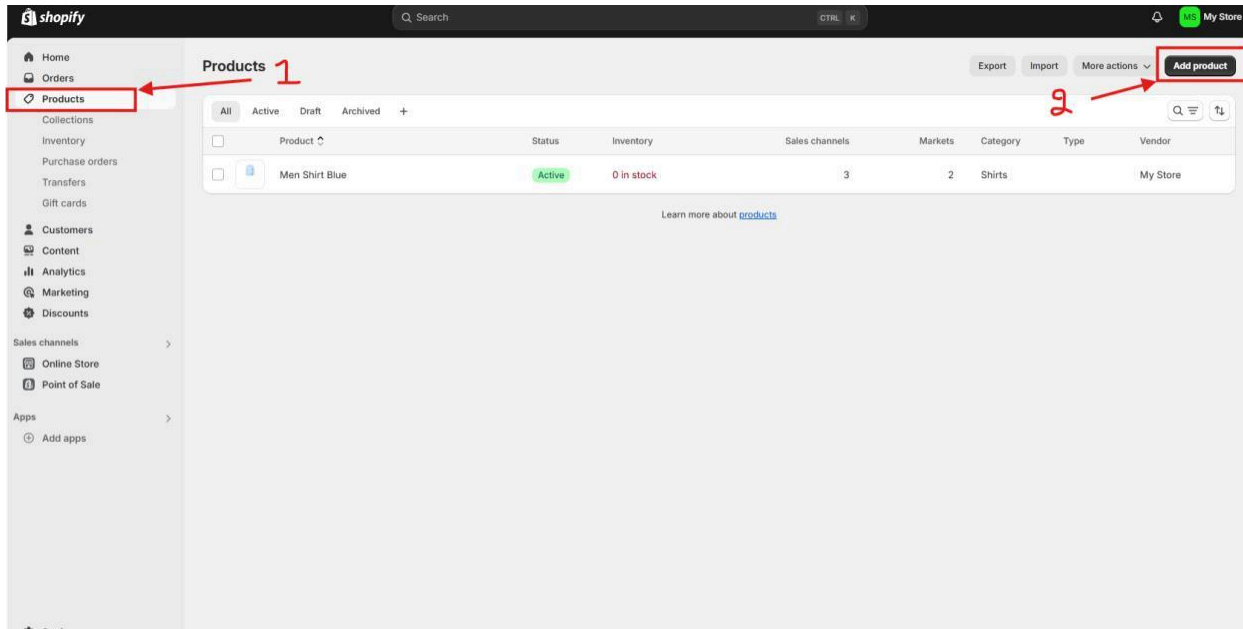 shopify
Search
CTRL K
MS My Store
Home
Orders
Products
Collections
Inventory
Purchase orders
Transfers
Gift cards
Customers
Content
Analytics
Marketing
Discounts
Sales channels
Online Store
Point of Sale
Apps
Add apps
Products 1
Export Import More actions Add product
2
All Active Draft Archived +
Product Status Inventory Sales channels Markets Category Type Vendor
Men Shirt Blue Active 0 in stock 3 2 Shirts My Store
Learn more about products